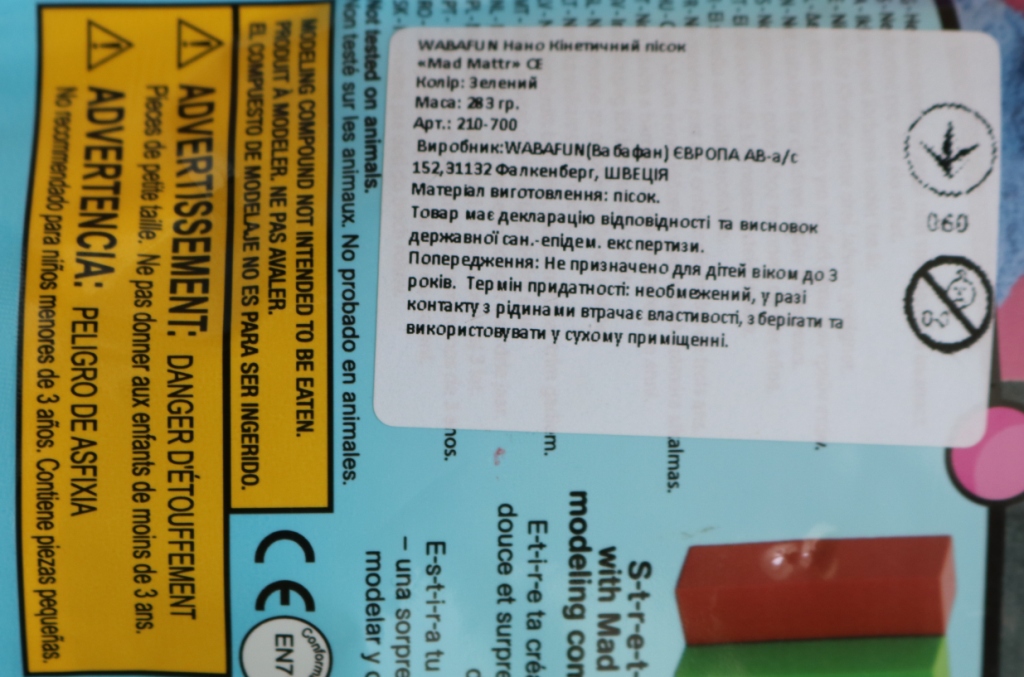 WABAFUN Нано Кінетичний пісок
«Mad Mattr» CE
Колір: Зелений
Маса: 283 гр.
Арт.: 210-700
Виробник:WABAFUN(Вабафан) ЄВРОПА АВ-а/с
152,31132 Фалкенберг, ШВЕЦІЯ
Матеріал виготовлення: пісок.
Товар має декларацію відповідності та висновок
державної сан.-епідем. експертизи.
Попередження: Не призначено для дітей віком до 3
років. Термін придатності: необмежений, у разі
контакту з рідинами втрачає властивості, зберігати та
використовувати у сухому приміщенні.
060
0-3
Not tested on animals.
Non testé sur les animaux. No probado en animales.
MODELING COMPOUND NOT INTENDED TO BE EATEN.
PRODUIT À MODELER, NE PAS AVALER.
EL COMPUESTO DE MODELAJE NO ES PARA SER INGERIDO.
ADVERTISSEMENT: DANGER D'ÉTOUFFEMENT
Pieces de petite taille. Ne pas donner aux enfants de moins de 3 ans.
ADVERTENCIA: PELIGRO DE ASFIXIA
No recommendado para niños menores de 3 años. Contiene piezas pequeñas.
CE
Conform
EN7
S-t-r-e-t-
with Mad
modeling com
E-t-i-r-e ta créa
douce et surpre
E-s-t-i-r-a tu
– una sorpre
modelar y